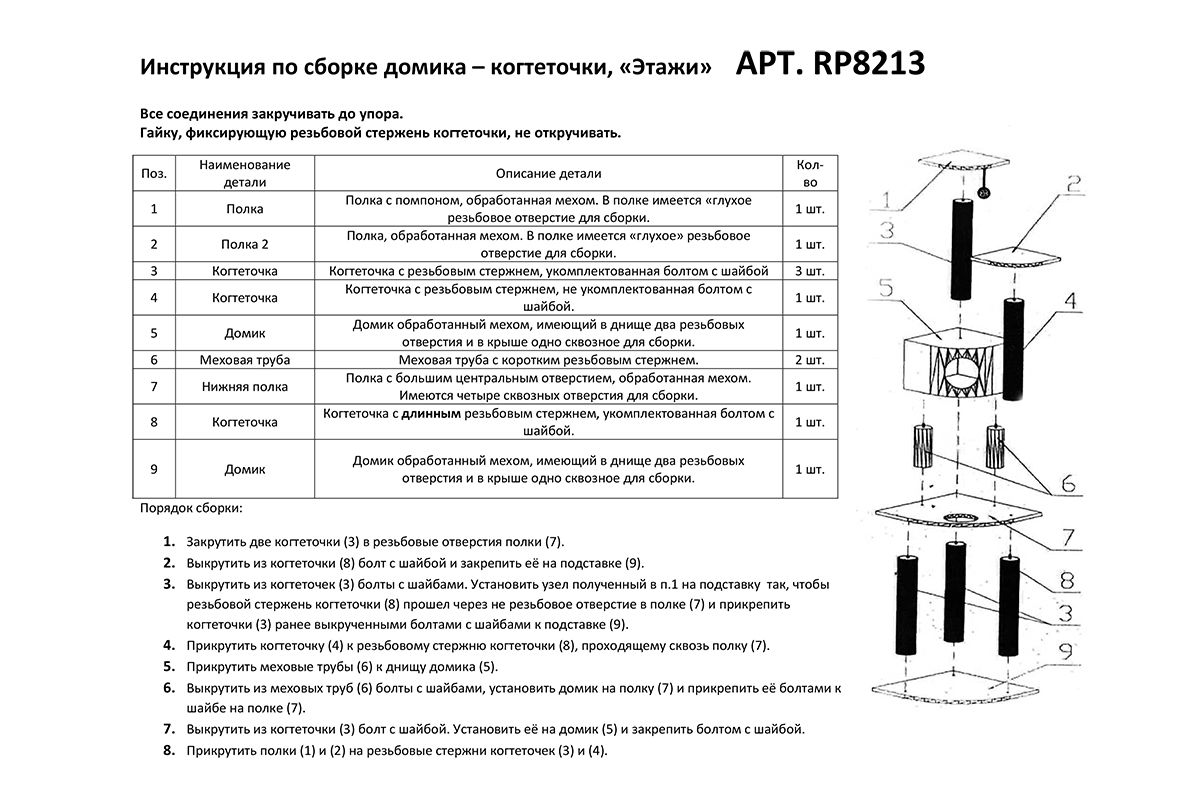 Инструкция по сборке домика – когтеточки, «Этажи» АРТ. RP8213
Все соединения закручивать до упора.
Гайку, фиксирующую резьбовой стержень когтеточки, не откручивать.
Поз.
Наименование
детали
Описание детали
Кол-
во
1
Полка
Полка с помпоном, обработанная мехом. В полке имеется «глухое
резьбовое отверстие для сборки.
1 шт.
2
Полка 2
Полка, обработанная мехом. В полке имеется «глухое» резьбовое
отверстие для сборки.
1 шт.
3
Когтеточка
Когтеточка с резьбовым стержнем, укомплектованная болтом с шайбой
3 шт.
4
Когтеточка
Когтеточка с резьбовым стержнем, не укомплектованная болтом с
шайбой.
1 шт.
5
Домик
Домик обработанный мехом, имеющий в днище два резьбовых
отверстия и в крыше одно сквозное для сборки.
1 шт.
6
Меховая труба
Меховая труба с коротким резьбовым стержнем.
2 шт.
7
Нижняя полка
Полка с большим центральным отверстием, обработанная мехом.
Имеются четыре сквозных отверстия для сборки.
1 шт.
8
Когтеточка
Когтеточка с длинным резьбовым стержнем, укомплектованная болтом с
шайбой.
1 шт.
9
Домик
Домик обработанный мехом, имеющий в днище два резьбовых
отверстия и в крыше одно сквозное для сборки.
1 шт.
Порядок сборки:
1. Закрутить две когтеточки (3) в резьбовые отверстия полки (7).
2. Выкрутить из когтеточки (8) болт с шайбой и закрепить её на подставке (9).
3. Выкрутить из когтеточек (3) болты с шайбами. Установить узел полученный в п.1 на подставку так, чтобы
резьбовой стержень когтеточки (8) прошел через не резьбовое отверстие в полке (7) и прикрепить
когтеточки (3) ранее выкрученными болтами с шайбами к подставке (9).
4. Прикрутить когтеточку (4) к резьбовому стержню когтеточки (8), проходящему сквозь полку (7).
5. Прикрутить меховые трубы (6) к днищу домика (5).
6. Выкрутить из меховых труб (6) болты с шайбами, установить домик на полку (7) и прикрепить её болтами к
шайбе на полке (7).
7. Выкрутить из когтеточки (3) болт с шайбой. Установить её на домик (5) и закрепить болтом с шайбой.
8. Прикрутить полки (1) и (2) на резьбовые стержни когтеточек (3) и (4).
1
2
3
5
4
6
7
8
3
9